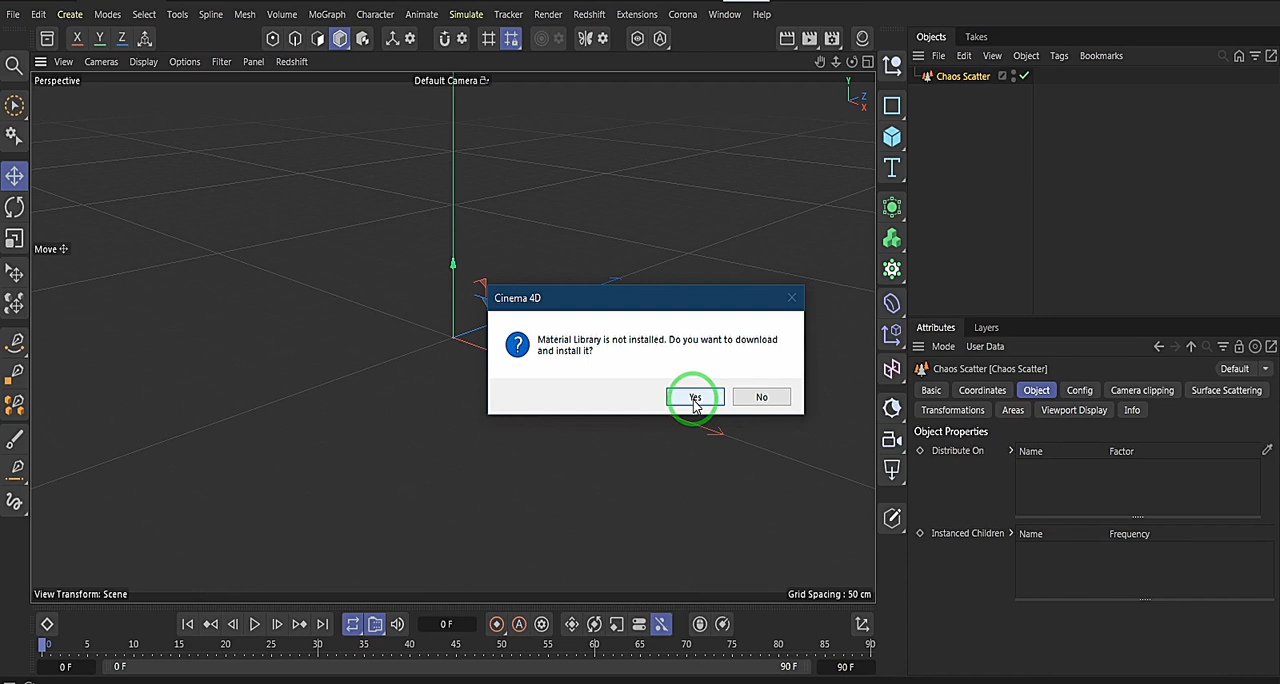 File Edit Create Modes Select Tools Spline Mesh Volume MoGraph Character Animate Simulate Tracker Render Redshift Extensions Corona Window Help
X Y Z
View Cameras Display Options Filter Panel Redshift
Perspective
Default Camera
Y
Z
X
Move
Cinema 4D
Material Library is not installed. Do you want to download
and install it?
Yes No
View Transform: Scene
Grid Spacing : 50 cm
Objects Takes
File Edit View Object Tags Bookmarks
Chaos Scatter
Attributes Layers
Mode User Data
Chaos Scatter [Chaos Scatter]
Default
Basic Coordinates Object Config Camera clipping Surface Scattering
Transformations Areas Viewport Display Info
Object Properties
Distribute On Name Factor
Instanced Children Name Frequency
0 F
0 5 10 15 20 25 30 35 40 45 50 55 60 65 70 75 80 85 90
0 F 0 F 90 F 90 F